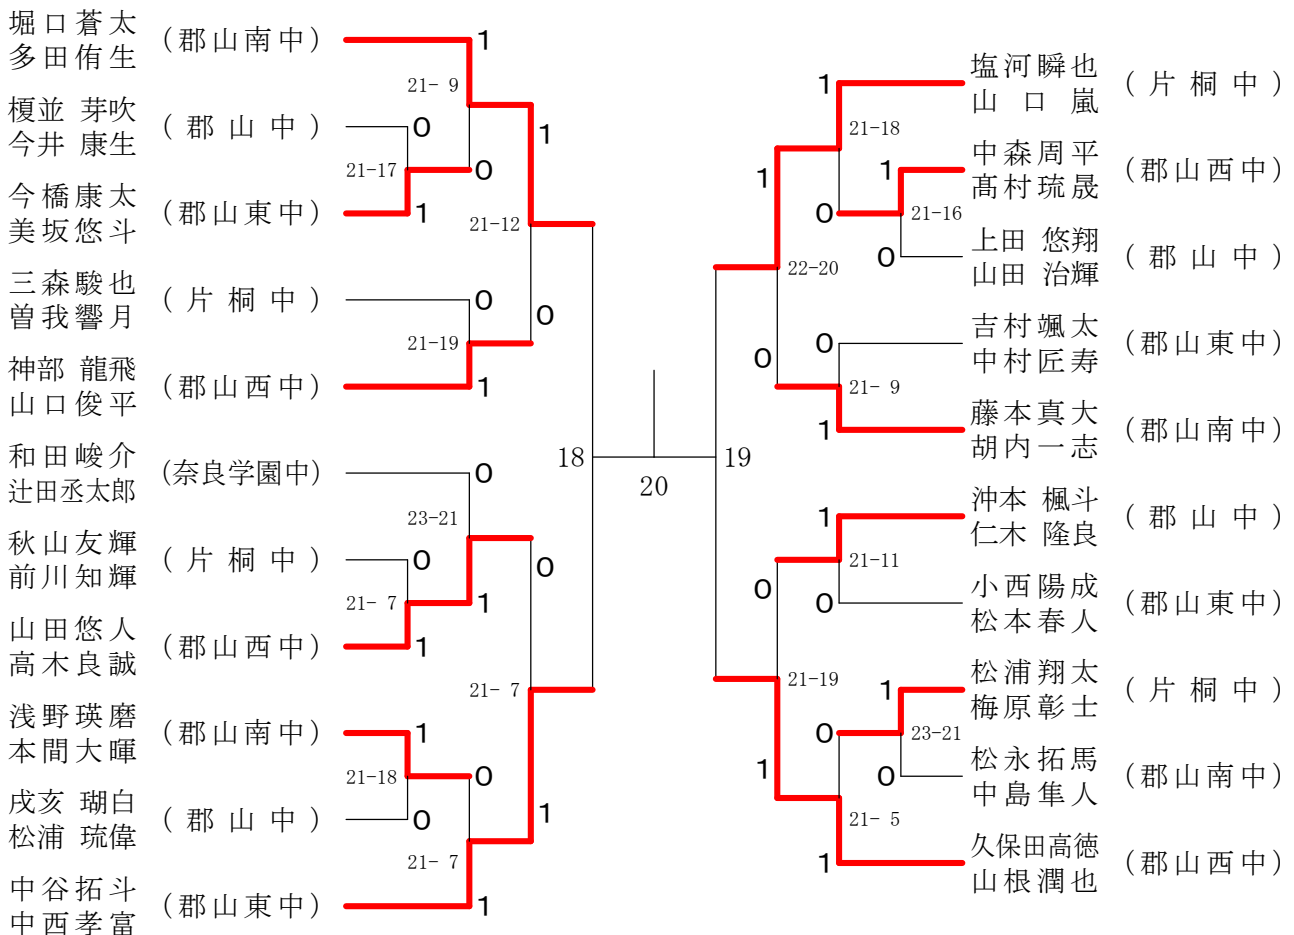 堀口蒼太
多田侑生
(郡山南中)
1
21- 9
榎並 芽吹
今井 康生
(郡山中)
0
21-17
0
1
今橋康太
美坂悠斗
(郡山東中)
1
21-12
三森駿也
曽我響月
(片桐中)
0
0
21-19
神部 龍飛
山口俊平
(郡山西中)
1
和田峻介
辻田丞太郎
(奈良学園中)
0
18
23-21
秋山友輝
前川知輝
(片桐中)
0
0
21- 7
1
山田悠人
高木良誠
(郡山西中)
1
21- 7
浅野瑛磨
本間大暉
(郡山南中)
1
21-18
0
戌亥 瑚白
松浦 琉偉
(郡山中)
0
1
21- 7
中谷拓斗
中西孝富
(郡山東中)
1
20
1
塩河瞬也
山口嵐
(片桐中)
21-18
1
1
中森周平
髙村琉晟
(郡山西中)
0
21-16
0
上田 悠翔
山田 治輝
(郡山中)
22-20
0
吉村颯太
中村匠寿
(郡山東中)
0
21- 9
1
藤本真大
胡内一志
(郡山南中)
19
1
沖本 楓斗
仁木 隆良
(郡山中)
21-11
0
0
小西陽成
松本春人
(郡山東中)
21-19
1
松浦翔太
梅原彰士
(片桐中)
0
23-21
1
0
松永拓馬
中島隼人
(郡山南中)
21- 5
1
久保田高徳
山根潤也
(郡山西中)